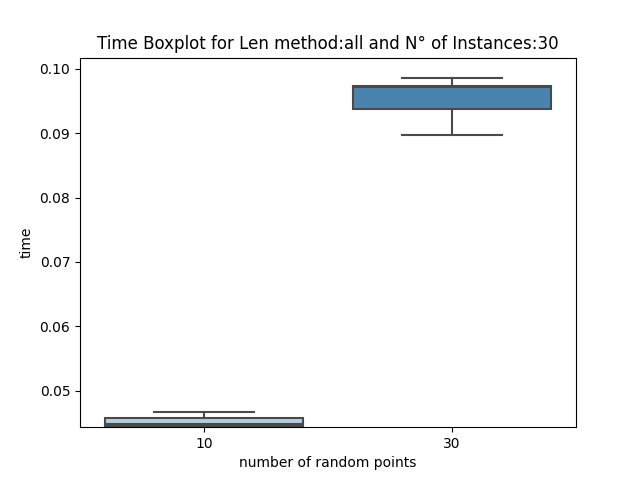 Time Boxplot for Len method:all and N° of Instances:30
0.10
0.09
0.08
0.07
0.06
0.05
time
10 30
number of random points